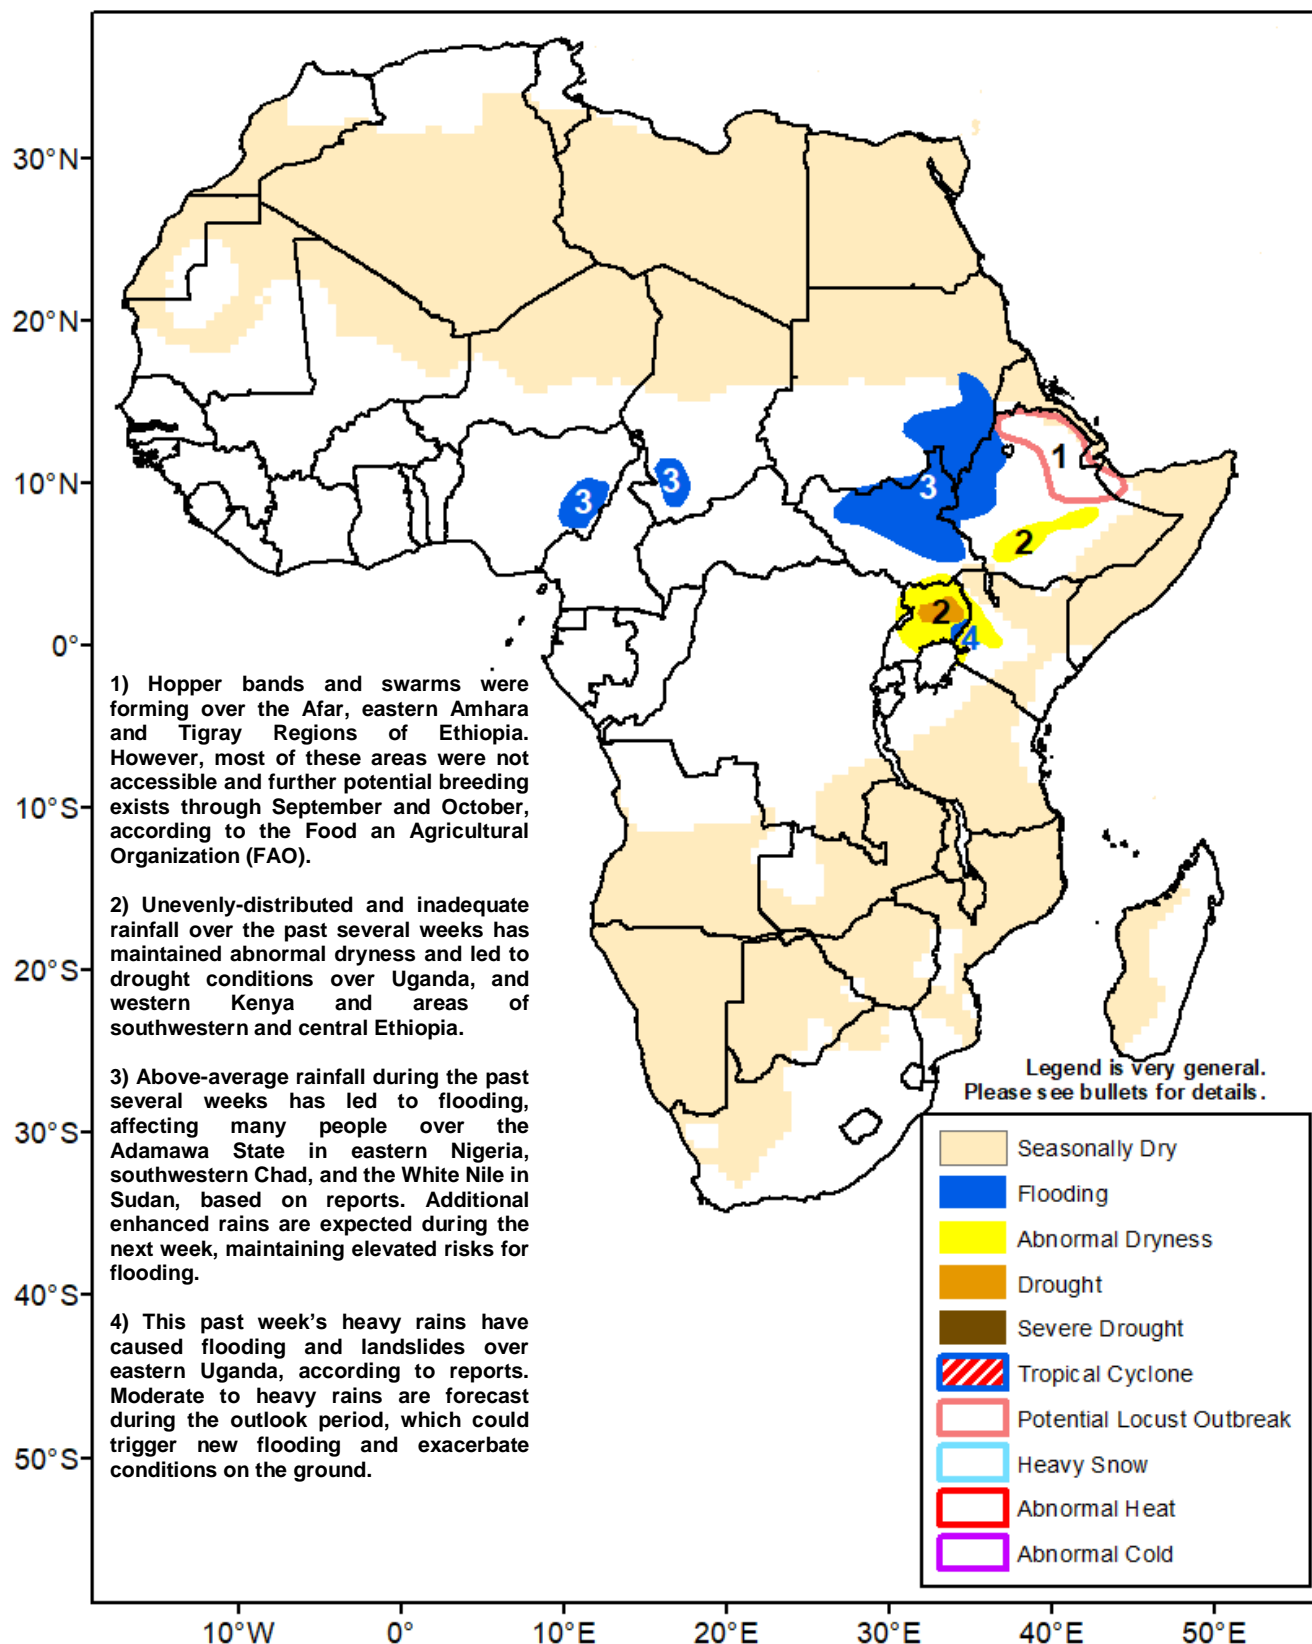 30°N
20°N
10°N
0°
10°S
20°S
30°S
40°S
50°S
1
2
3
3
3
2
4
1) Hopper bands and swarms were
forming over the Afar, eastern Amhara
and Tigray Regions of Ethiopia.
However, most of these areas were not
accessible and further potential breeding
exists through September and October,
according to the Food an Agricultural
Organization (FAO).
2) Unevenly-distributed and inadequate
rainfall over the past several weeks has
maintained abnormal dryness and led to
drought conditions over Uganda, and
western Kenya and areas of
southwestern and central Ethiopia.
3) Above-average rainfall during the past
several weeks has led to flooding,
affecting many people over the
Adamawa State in eastern Nigeria,
southwestern Chad, and the White Nile in
Sudan, based on reports. Additional
enhanced rains are expected during the
next week, maintaining elevated risks for
flooding.
4) This past week's heavy rains have
caused flooding and landslides over
eastern Uganda, according to reports.
Moderate to heavy rains are forecast
during the outlook period, which could
trigger new flooding and exacerbate
conditions on the ground.
Legend is very general.
Please see bullets for details.
Seasonally Dry
Flooding
Abnormal Dryness
Drought
Severe Drought
Tropical Cyclone
Potential Locust Outbreak
Heavy Snow
Abnormal Heat
Abnormal Cold
10°W 0° 10°E 20°E 30°E 40°E 50°E